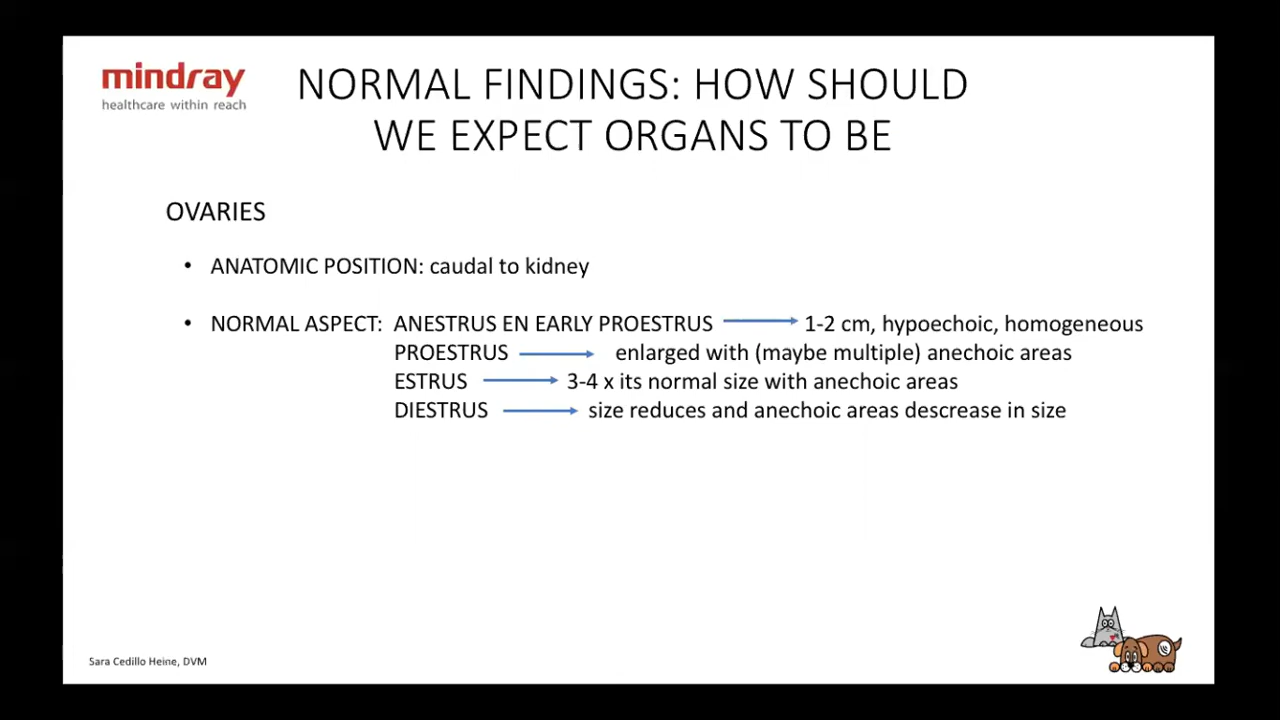 mindray
healthcare within reach
NORMAL FINDINGS: HOW SHOULD
WE EXPECT ORGANS TO BE
OVARIES
• ANATOMIC POSITION: caudal to kidney
• NORMAL ASPECT: ANESTRUS EN EARLY PROESTRUS → 1-2 cm, hypoechoic, homogeneous
PROESTRUS → enlarged with (maybe multiple) anechoic areas
ESTRUS → 3-4 x its normal size with anechoic areas
DIESTRUS → size reduces and anechoic areas descrease in size
Sara Cedillo Heine, DVM